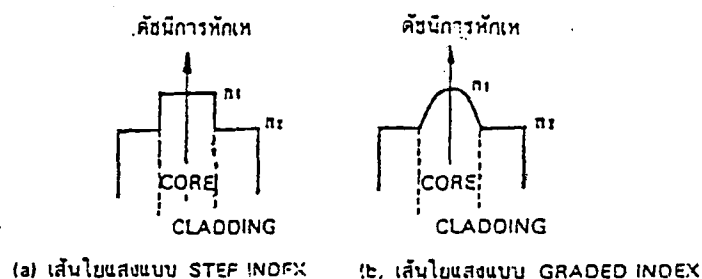 ดัชนีการหักเห
n1
n2
CORE
CLADDING
(a) เส้นใยแสงแบบ STEP INDEX
ดัชนีการหักเห
n1
n2
CORE
CLADDING
(b. เส้นใยแสงแบบ GRADED INDEX